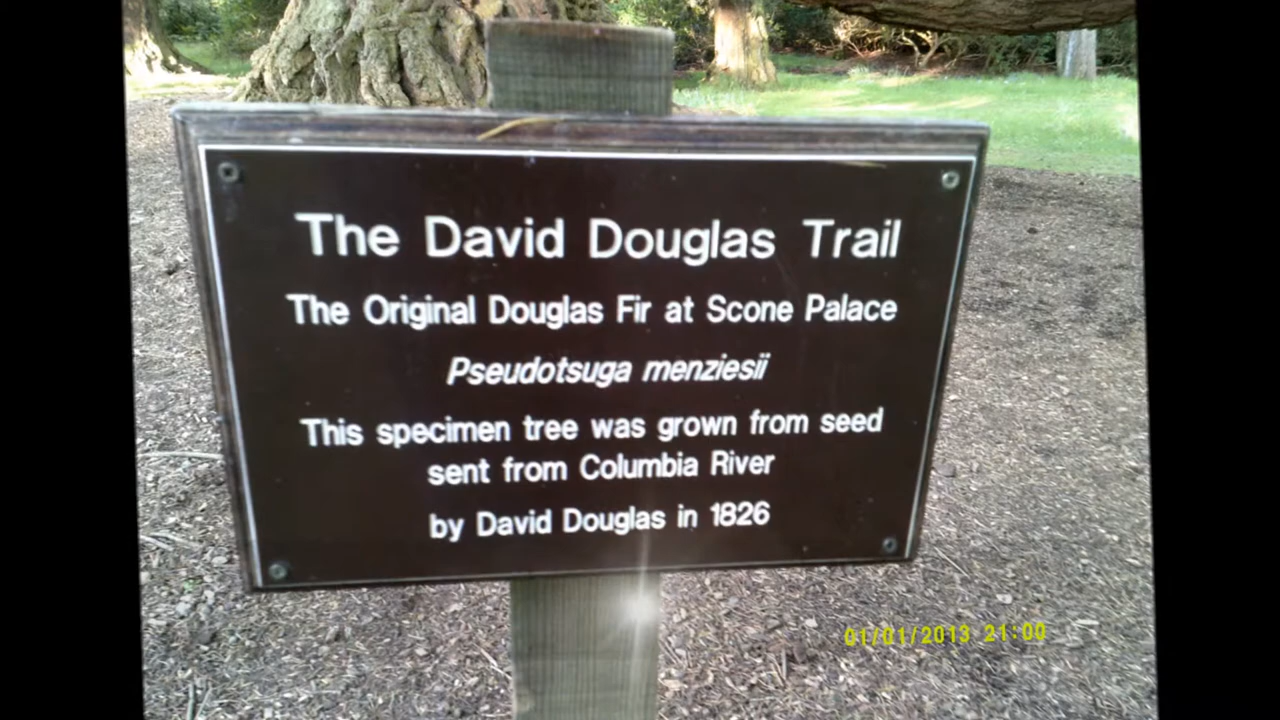 The David Douglas Trail
The Original Douglas Fir at Scone Palace
Pseudotsuga menziesii
This specimen tree was grown from seed
sent from Columbia River
by David Douglas in 1826
01/01/2013 21:00